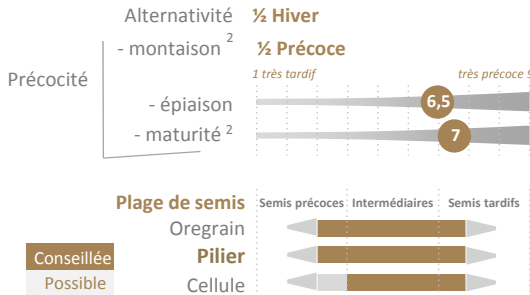 Alternativité ½ Hiver
- montaison 2 ½ Précoce
Précocité
1 très tardif très précoce 9
- épiaison 6,5
- maturité 2 7
Plage de semis Semis précoces Intermédiaires Semis tardifs
Oregrain
Conseillée Pilier
Possible Cellule